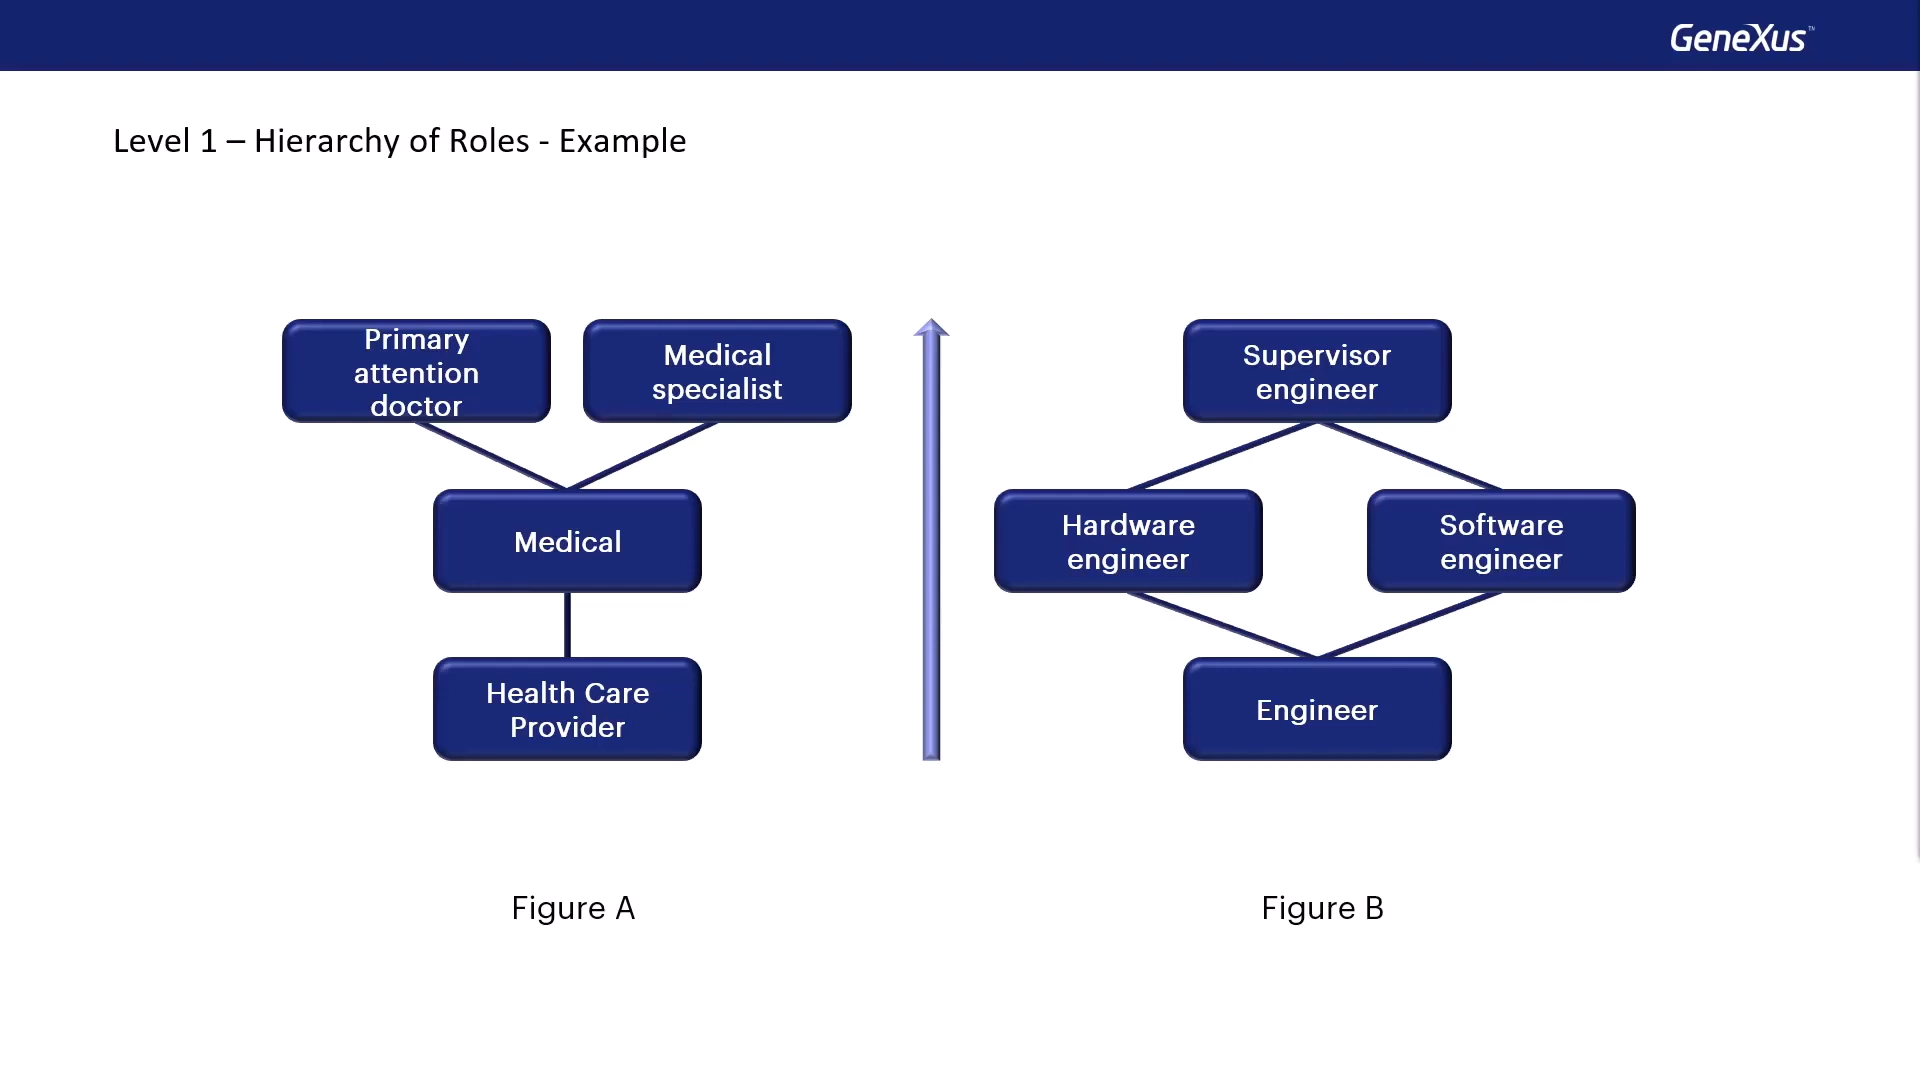 GeneXus™
Level 1 – Hierarchy of Roles - Example
Primary
attention
doctor
Medical
specialist
Medical
Health Care
Provider
Figure A
Supervisor
engineer
Hardware
engineer
Software
engineer
Engineer
Figure B